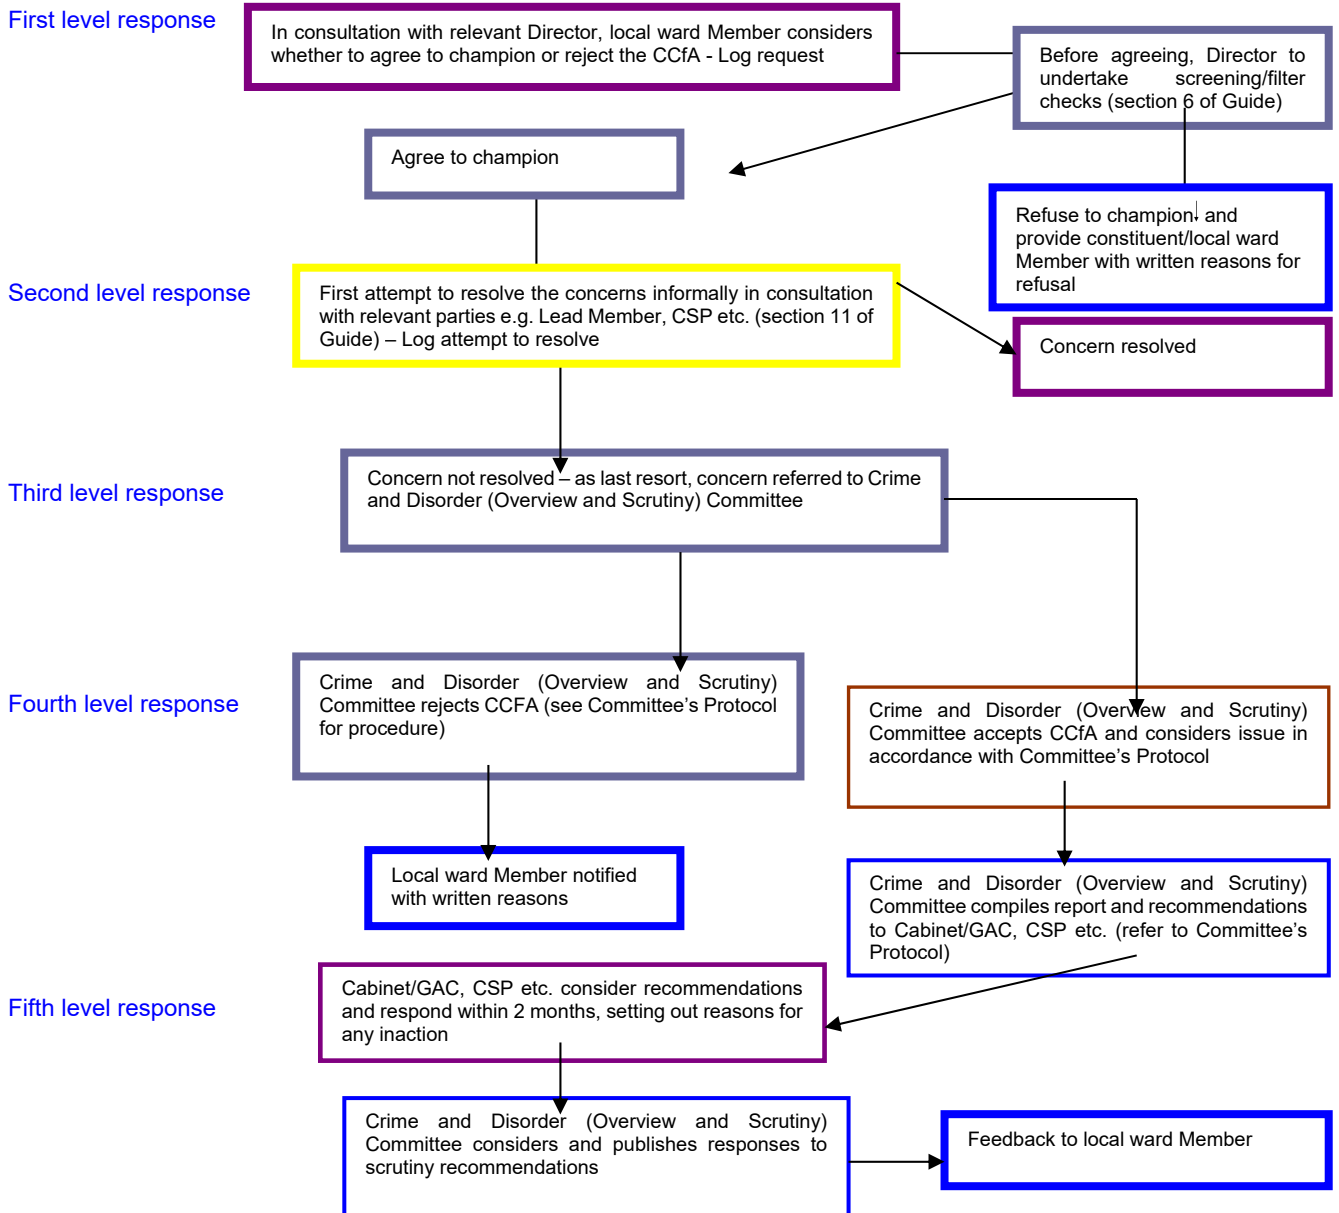 First level response
In consultation with relevant Director, local ward Member considers
whether to agree to champion or reject the CCfA - Log request
Before agreeing, Director to
undertake screening/filter
checks (section 6 of Guide)
Agree to champion
Refuse to champion and
provide constituent/local ward
Member with written reasons for
refusal
Second level response
First attempt to resolve the concerns informally in consultation
with relevant parties e.g. Lead Member, CSP etc. (section 11 of
Guide) – Log attempt to resolve
Concern resolved
Third level response
Concern not resolved – as last resort, concern referred to Crime
and Disorder (Overview and Scrutiny) Committee
Fourth level response
Crime and Disorder (Overview and Scrutiny)
Committee rejects CCFA (see Committee's Protocol
for procedure)
Crime and Disorder (Overview and Scrutiny)
Committee accepts CCfA and considers issue in
accordance with Committee's Protocol
Local ward Member notified
with written reasons
Crime and Disorder (Overview and Scrutiny)
Committee compiles report and recommendations
to Cabinet/GAC, CSP etc. (refer to Committee's
Protocol)
Fifth level response
Cabinet/GAC, CSP etc. consider recommendations
and respond within 2 months, setting out reasons for
any inaction
Crime and Disorder (Overview and Scrutiny)
Committee considers and publishes responses to
scrutiny recommendations
Feedback to local ward Member